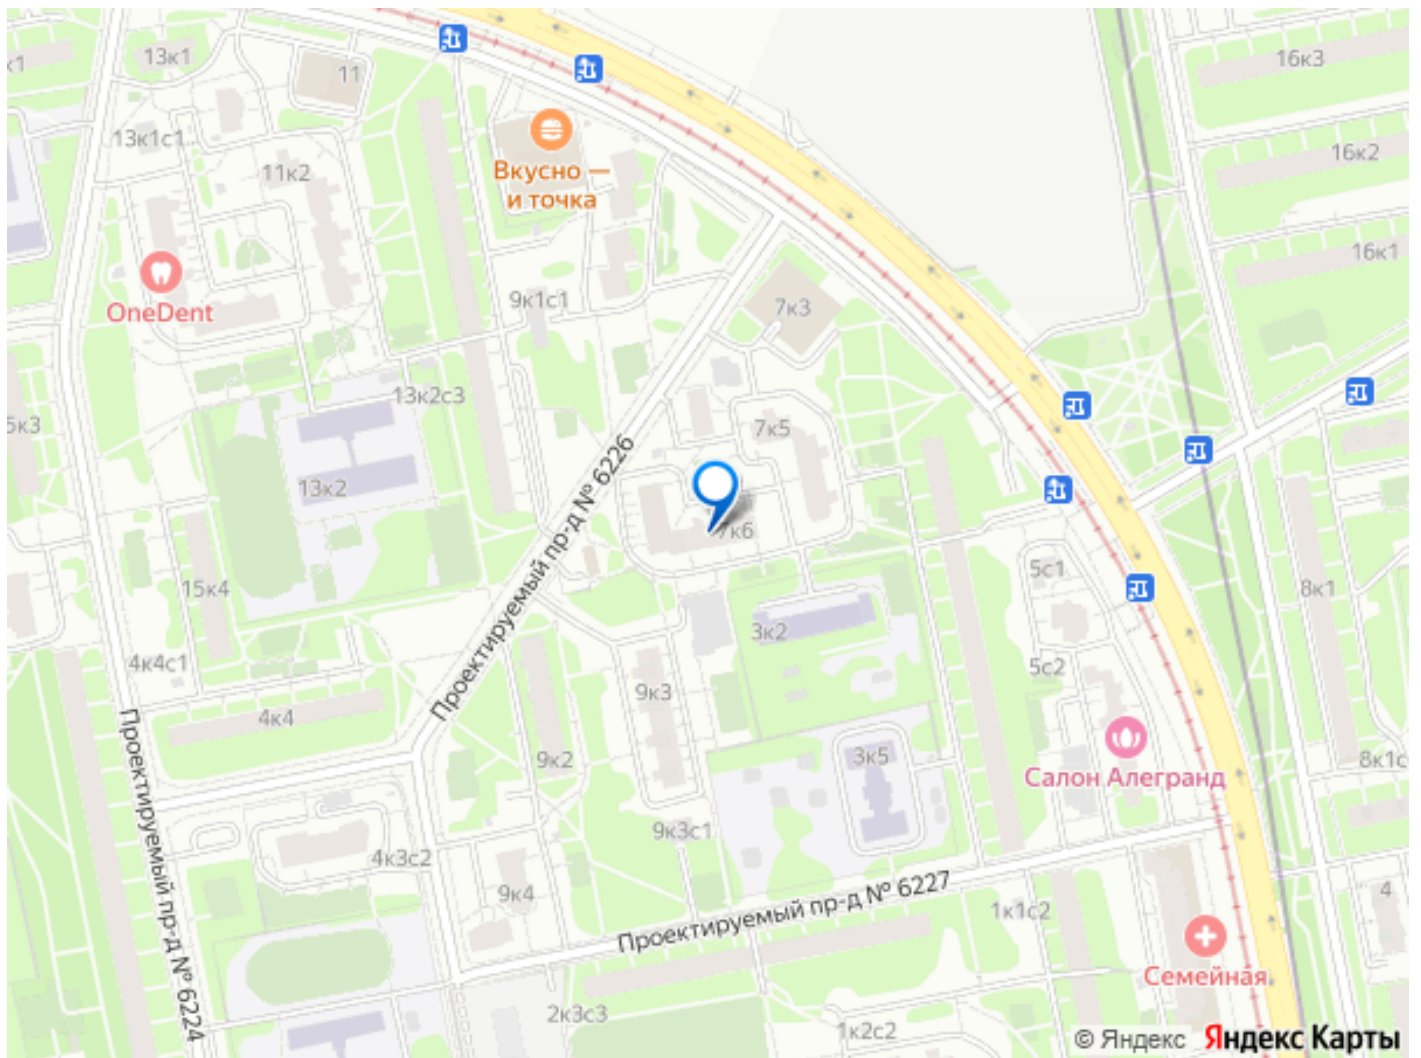 16к3
13к1
к1
11
13к1с1
16к2
11к2
Вкусно —
и точка
16к1
OneDent
9к1с1
7к3
13к2с3
5к3
7к5
Проектируемый пр-д № 6226
13к2
7к6
5с1
15к4
8к1
3к2
4к4с1
5с2
9к3
4к4
9к2
3к5
8к1с
Салон Алегранд
Проектируемый пр-д № 6224
9к3с1
4к3с2
9к4
Проектируемый пр-д № 6227
1к1с2
4
Семейная
2к3с3
1к2с2
© Яндекс Яндекс Карты